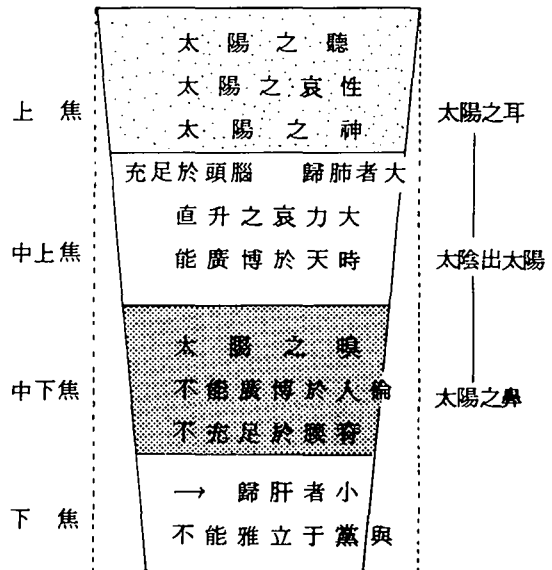 太陽之聽
太陽之哀性
上焦
太陽之神
太陽之耳
充足於頭腦 歸肺者大
直升之哀力大
中上焦
能廣博於天時
太陰出太陽
太陽之嗅
中下焦
不能廣博於人倫
太陽之鼻
不充足於腰脊
→ 歸肝者小
下焦
不能雅立于黨與